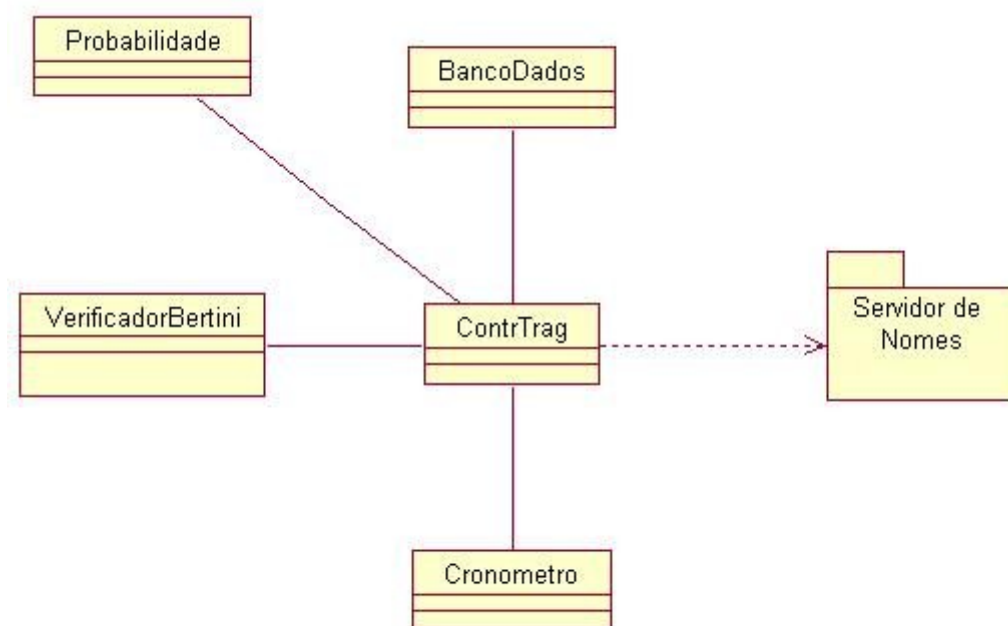 Probabilidade
BancoDados
VerificadorBertini
ContrTrag
Servidor de
Nomes
Cronometro